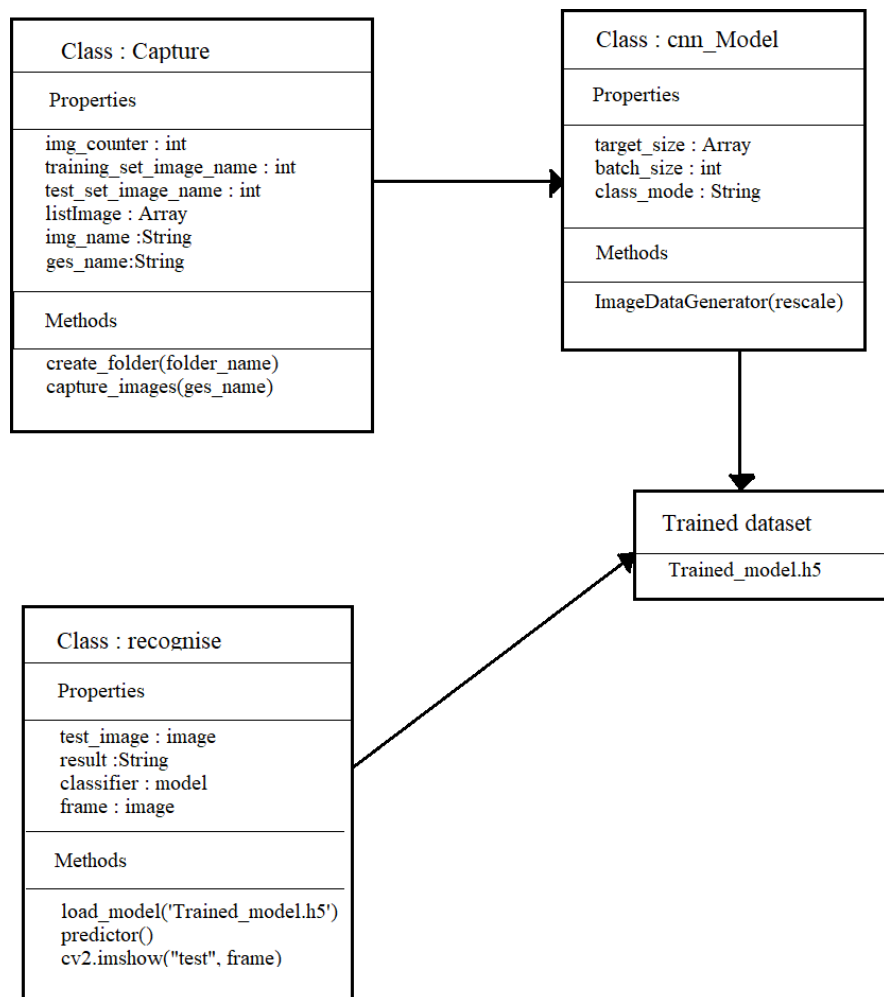 Class : Capture
Properties
img_counter : int
training_set_image_name : int
test_set_image_name : int
listImage : Array
img_name :String
ges_name:String
Methods
create_folder(folder_name)
capture_images(ges_name)
Class : cnn_Model
Properties
target_size : Array
batch_size : int
class_mode : String
Methods
ImageDataGenerator(rescale)
Trained dataset
Trained_model.h5
Class : recognise
Properties
test_image : image
result :String
classifier : model
frame : image
Methods
load_model('Trained_model.h5')
predictor()
cv2.imshow("test", frame)